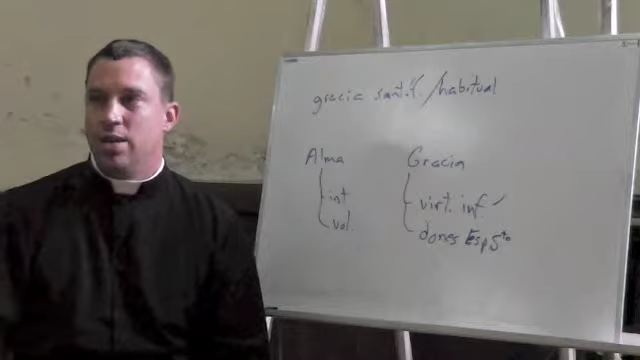 gracia santif /habitual
Alma Gracia
int virt. inf
vol. dones Esp Sto